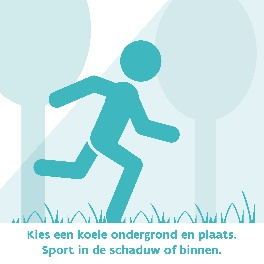 Kies een koele ondergrond en plaats.
Sport in de schaduw of binnen.